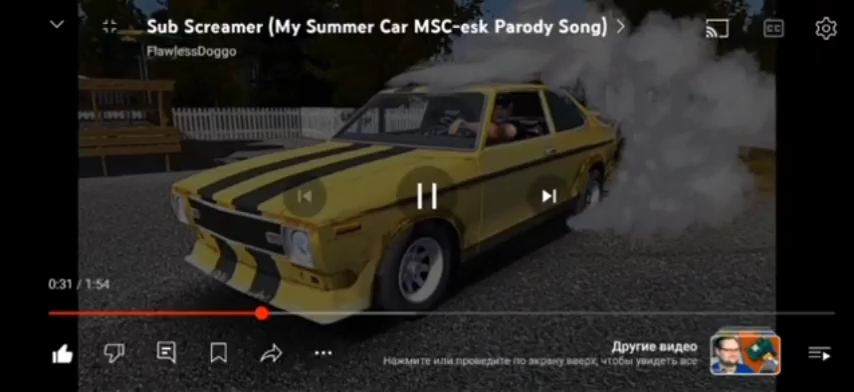 Sub Screamer (My Summer Car MSC-esk Parody Song)
FlawlessDoggo
CC
0:31 / 1:54
Другие видео
Нажмите или проведите по экрану вверх, чтобы увидеть все